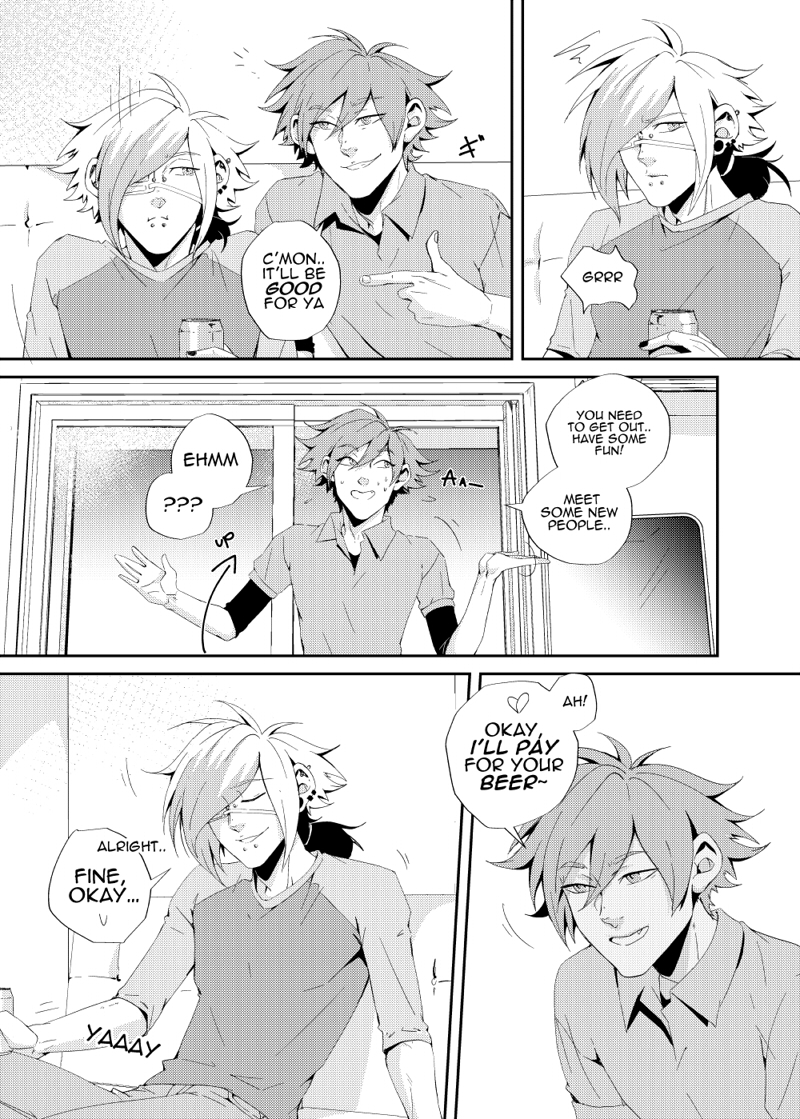 C'MON..
IT'LL BE
GOOD
FOR YA
GRRR
EHMM
???
UP
YOU NEED
TO GET OUT..
HAVE SOME
FUN!
MEET
SOME NEW
PEOPLE..
ALRIGHT..
FINE,
OKAY...
YAAAY
AH!
OKAY,
I'LL PAY
FOR YOUR
BEER~